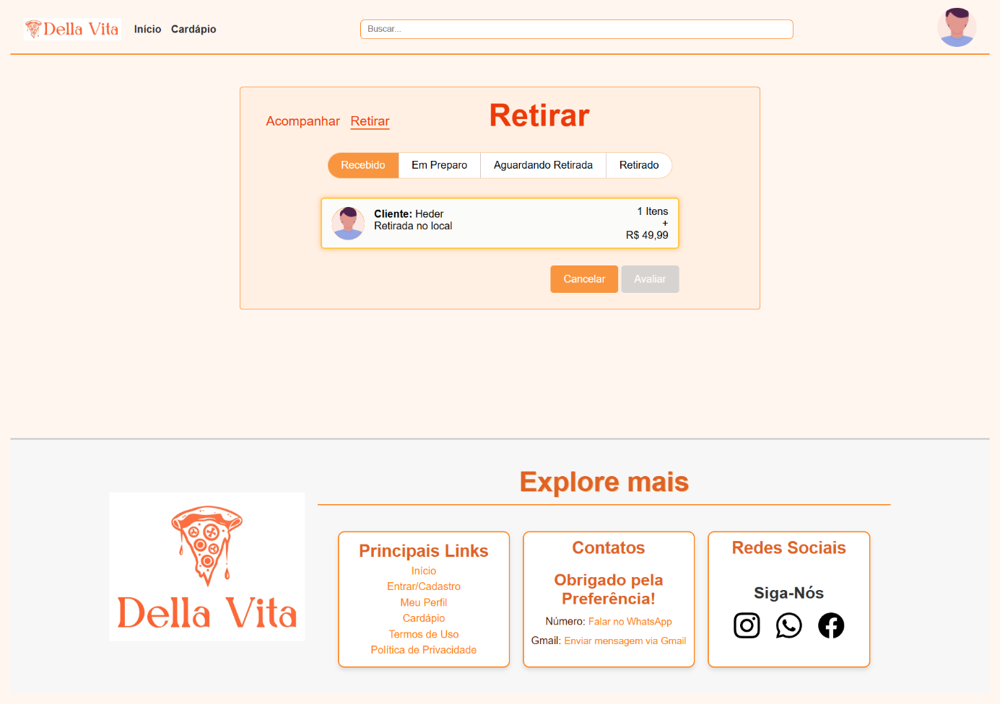 Della Vita
Início Cardápio
Buscar...
Acompanhar Retirar
Retirar
Recebido Em Preparo Aguardando Retirada Retirado
Cliente: Heder
Retirada no local
1 Itens
+
R$ 49,99
Cancelar Avaliar
Della Vita
Explore mais
Principais Links
Início
Entrar/Cadastro
Meu Perfil
Cardápio
Termos de Uso
Política de Privacidade
Contatos
Obrigado pela
Preferência!
Número: Falar no WhatsApp
Gmail: Enviar mensagem via Gmail
Redes Sociais
Siga-Nós